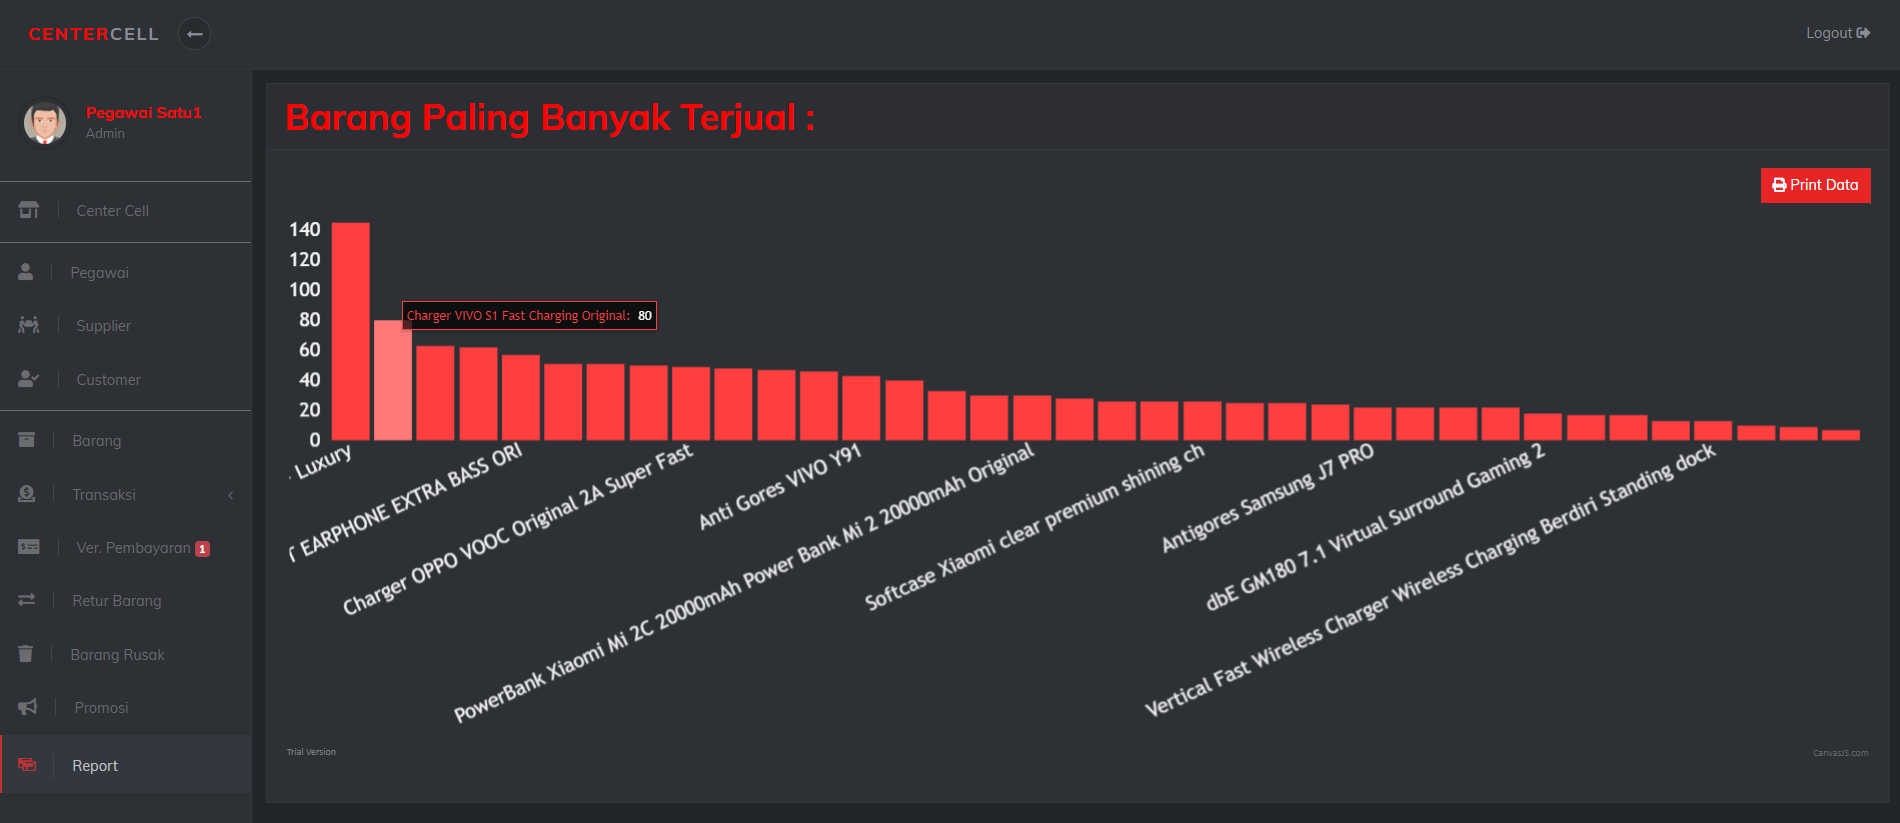 CENTERCELL
Logout
Pegawai Satu1
Admin
Center Cell
Pegawai
Supplier
Customer
Barang
Transaksi
Ver. Pembayaran 1
Retur Barang
Barang Rusak
Promosi
Report
Barang Paling Banyak Terjual :
Print Data
140
120
100
80
60
40
20
0
Charger VIVO S1 Fast Charging Original: 80
Luxury
EARPHONE EXTRA BASS ORI
Charger OPPO VOOC Original 2A Super Fast
Anti Gores VIVO Y91
PowerBank Xiaomi Mi 2C 20000mAh Power Bank Mi 2 20000mAh Original
Softcase Xiaomi clear premium shining ch
Antigores Samsung J7 PRO
dbE GM180 7.1 Virtual Surround Gaming 2
Vertical Fast Wireless Charger Wireless Charging Berdiri Standing dock
Trial Version
CanvasJS.com